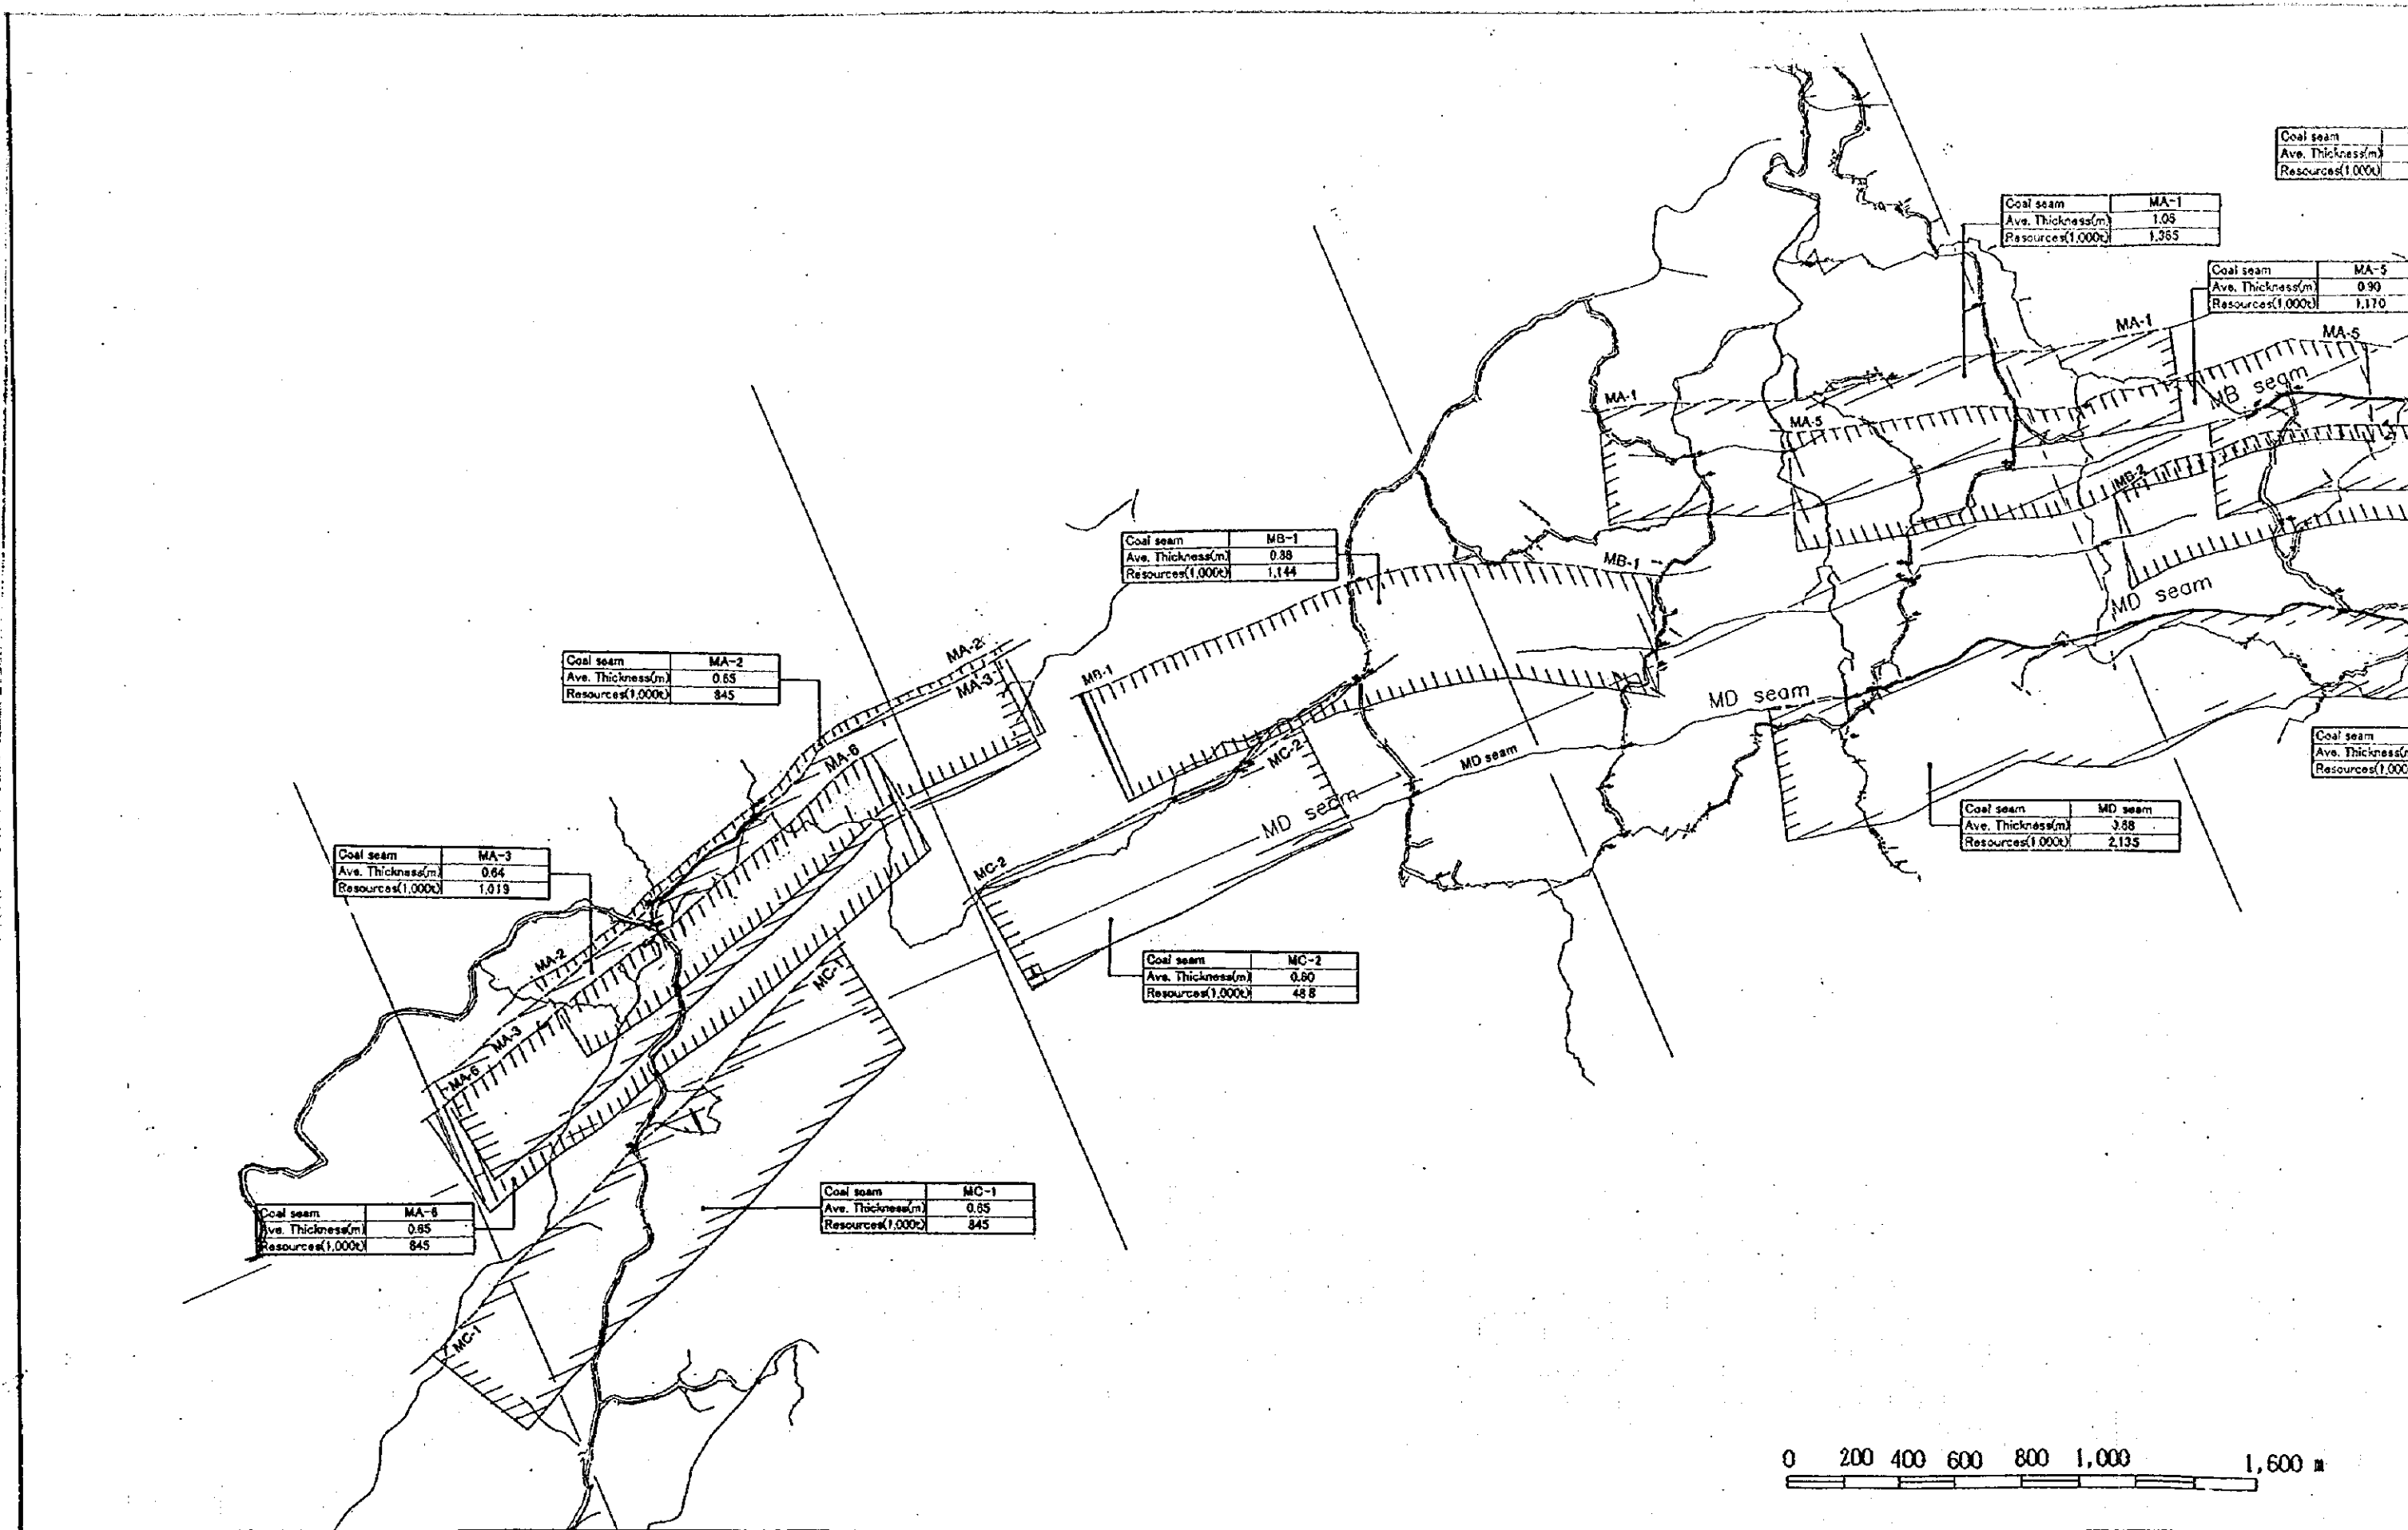 Coal seam
Ave. Thickness(m)
Resources(1,000t)
Coal seam MA-1
Ave. Thickness(m) 1.05
Resources(1,000t) 1,365
Coal seam MA-5
Ave. Thickness(m) 0.90
Resources(1,000t) 1,170
MA-1
MA-5
MB seam
MA-1
MA-5
MB-2
Coal seam MB-1
Ave. Thickness(m) 0.88
Resources(1,000t) 1,144
MB-1
MD seam
Coal seam MA-2
Ave. Thickness(m) 0.65
Resources(1,000t) 845
MA-2
MA-3
MB-1
MD seam
MA-6
MC-2
MD seam
MD seam
Coal seam
Ave. Thickness(
Resources(1,000
Coal seam MD seam
Ave. Thickness(m)
Resources(1,000t) 2,135
Coal seam MA-3
Ave. Thickness(m) 0.64
Resources(1,000t) 1,019
MC-2
MA-2
MC-1
Coal seam MC-2
Ave. Thickness(m) 0.60
Resources(1,000t) 488
MA-3
MA-6
Coal seam MA-6
Ave. Thickness(m) 0.65
Resources(1,000t) 845
Coal seam MC-1
Ave. Thickness(m) 0.65
Resources(1,000t) 845
MC-1
0 200 400 600 800 1,000 1,600 m